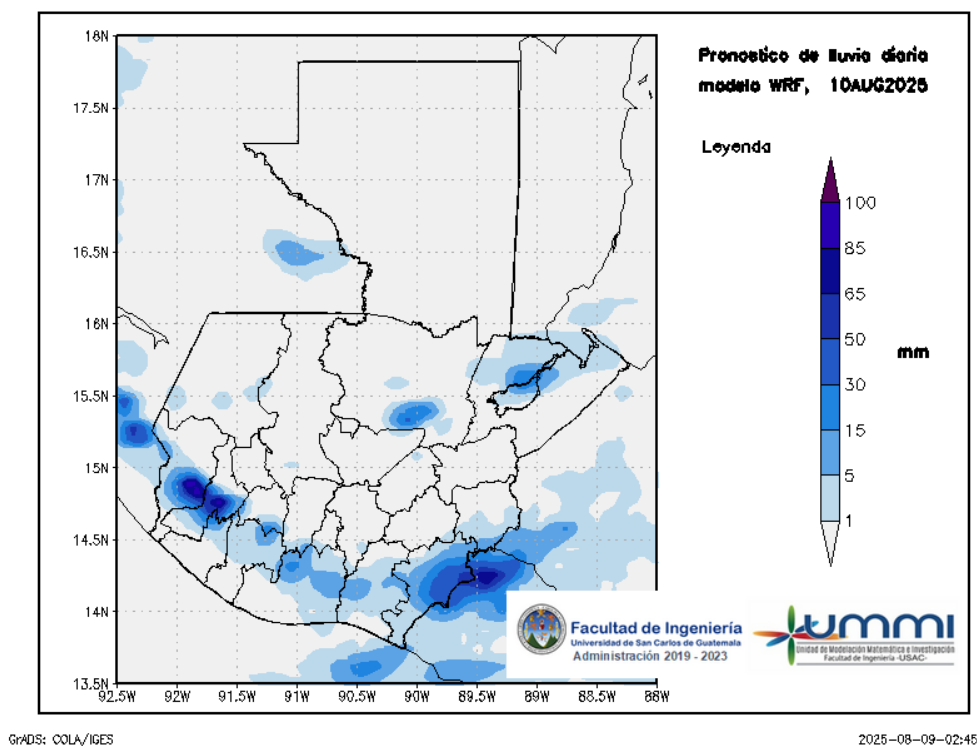 Pronostico de lluvia diaria
modelo WRF, 10AUG2025
Leyenda
100
85
65
50
30
15
5
1
mm
18N
17.5N
17N
16.5N
16N
15.5N
15N
14.5N
14N
13.5N
92.5W
92W
91.5W
91W
90.5W
90W
89.5W
89W
88.5W
88W
Facultad de Ingeniería
Universidad de San Carlos de Guatemala
Administración 2019 - 2023
ummi
Unidad de Modelación Matemática e Investigación
Facultad de Ingeniería -USAC-
GrADS: COLA/IGES
2025-08-09-02:45